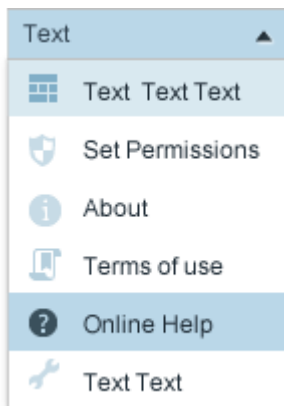 Text
Text Text Text
Set Permissions
About
Terms of use
Online Help
Text Text